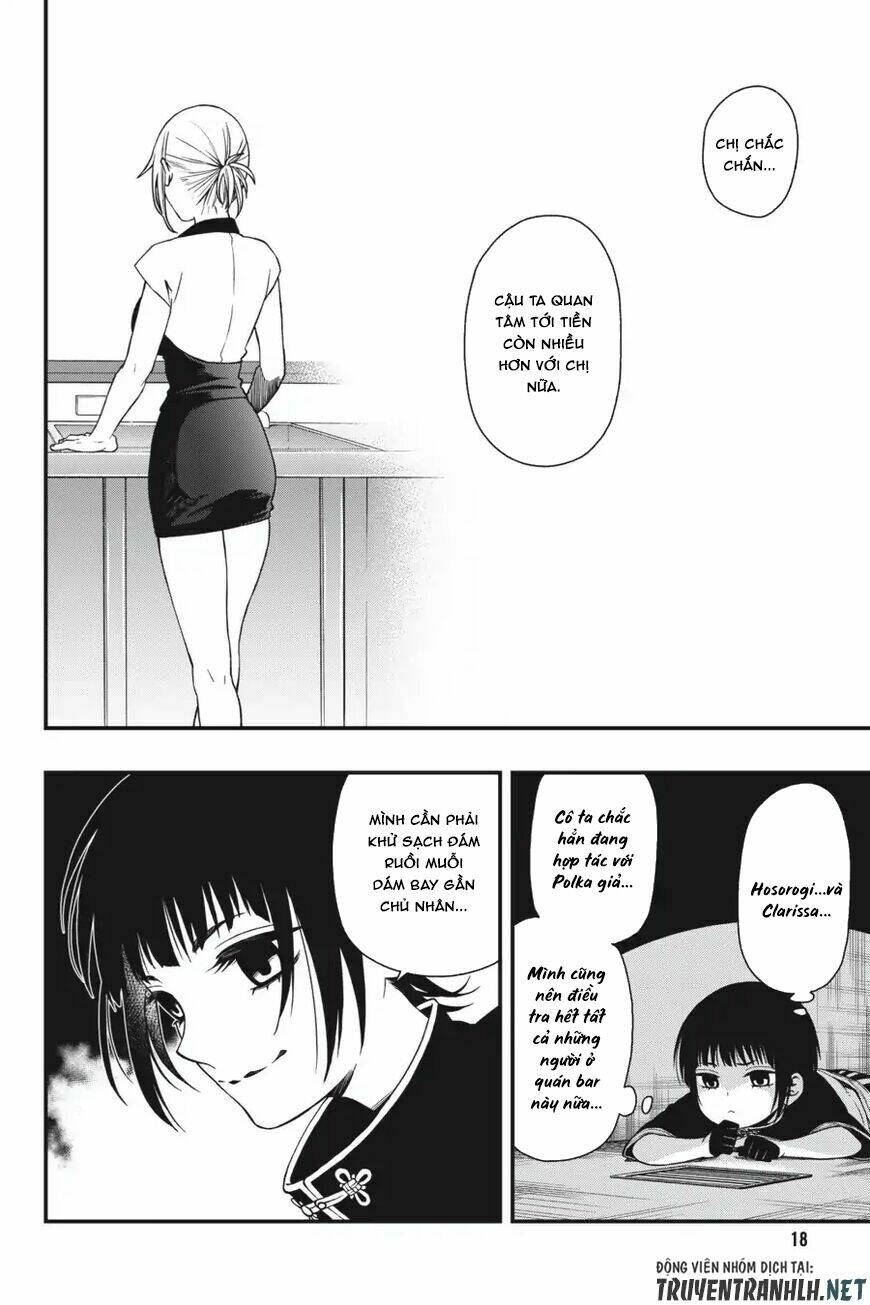 CHỊ CHẮC
CHẮN...
CẬU TA QUAN
TÂM TỚI TIỀN
CÒN NHIỀU
HƠN VỚI CHỊ
NỮA.
Hosorogi...và
Clarissa...
Cô ta chắc
hẳn đang
hợp tác với
Polka giả...
Mình cũng
nên điều
tra hết tất
cả những
người ở
quán bar
này nữa...
MÌNH CẦN PHẢI
KHỬ SẠCH ĐÁM
RUỒI MUỖI
DÁM BAY GẦN
CHỦ NHÂN...
18
ĐỘNG VIÊN NHÓM DỊCH TẠI:
TRUYENTRANHLH.NET